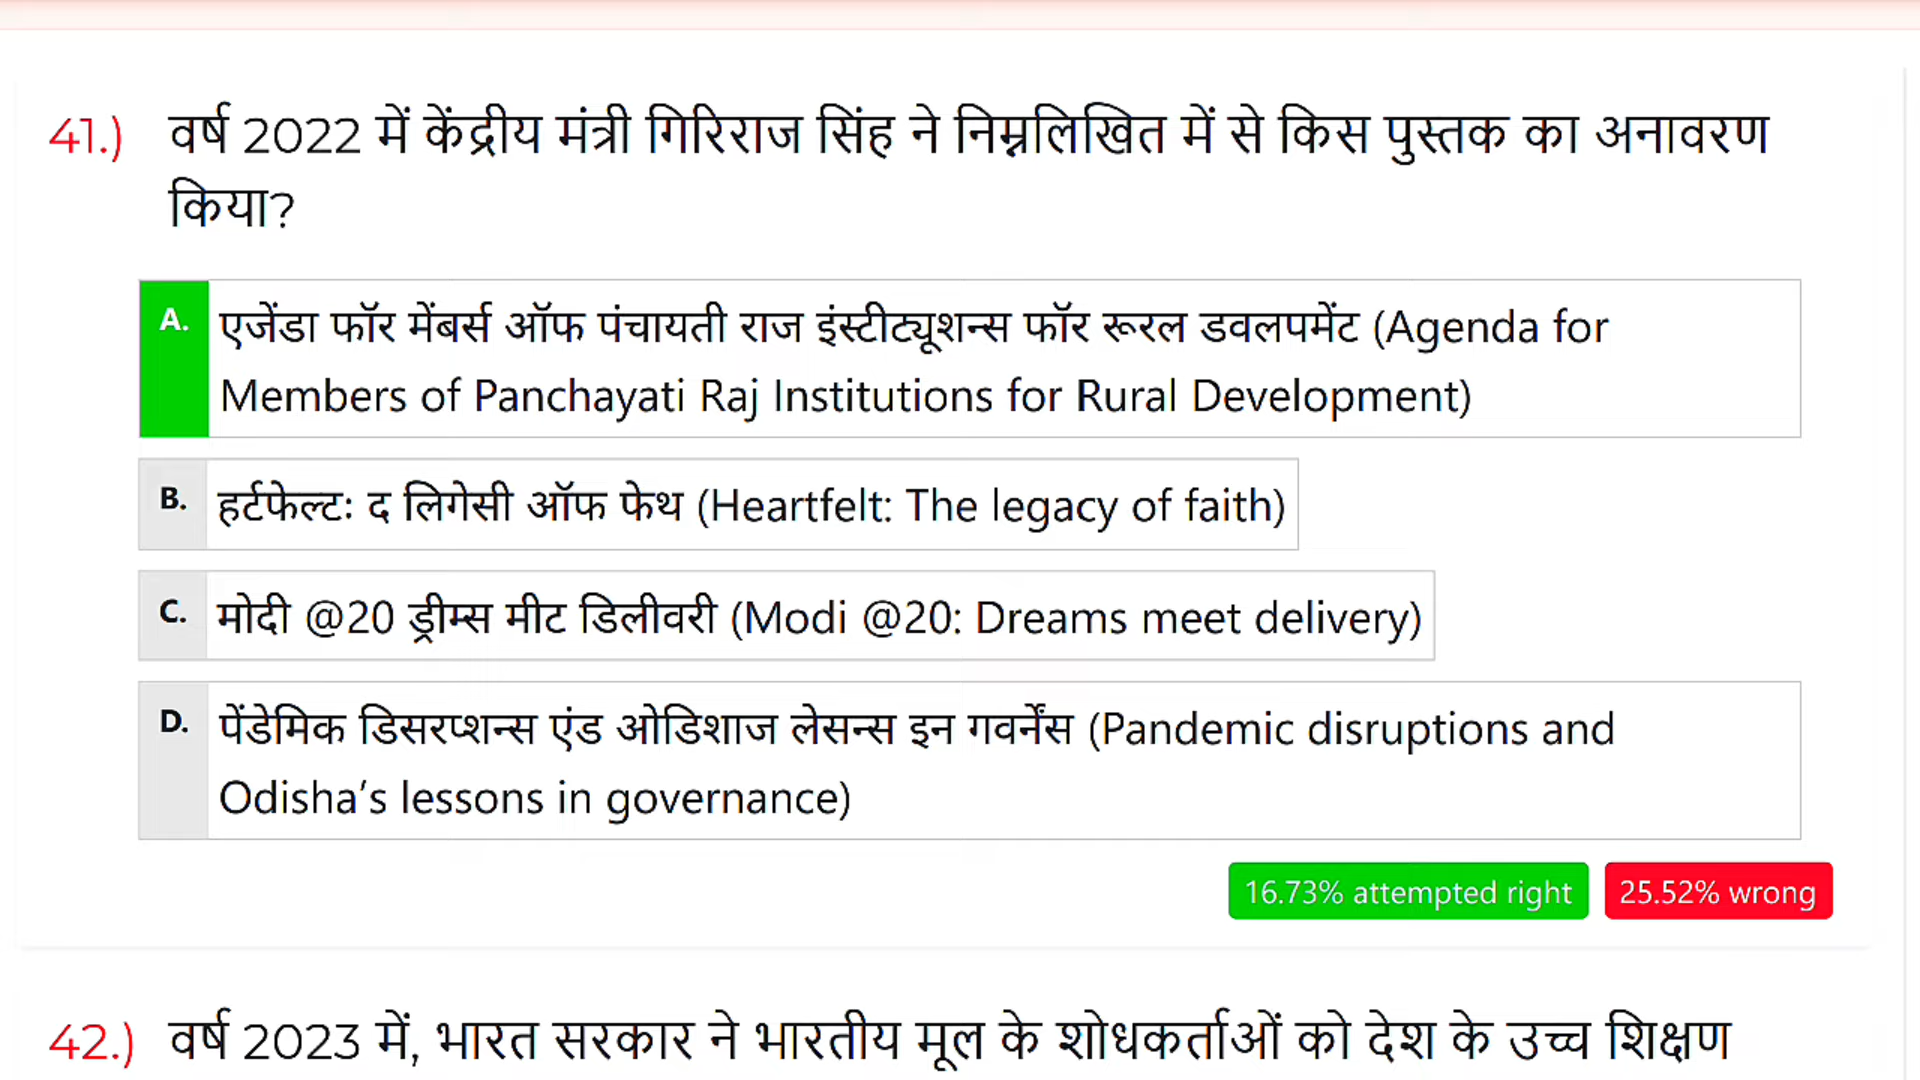 41.) वर्ष 2022 में केंद्रीय मंत्री गिरिराज सिंह ने निम्नलिखित में से किस पुस्तक का अनावरण
किया?
A. एजेंडा फॉर मेंबर्स ऑफ पंचायती राज इंस्टीट्यूशन्स फॉर रूरल डवलपमेंट (Agenda for
Members of Panchayati Raj Institutions for Rural Development)
B. हर्टफेल्टः द लिगेसी ऑफ फेथ (Heartfelt: The legacy of faith)
C. मोदी @20 ड्रीम्स मीट डिलीवरी (Modi @20: Dreams meet delivery)
D. पेंडेमिक डिसरप्शन्स एंड ओडिशाज लेसन्स इन गवर्नेंस (Pandemic disruptions and
Odisha’s lessons in governance)
16.73% attempted right 25.52% wrong
42.) वर्ष 2023 में, भारत सरकार ने भारतीय मूल के शोधकर्ताओं को देश के उच्च शिक्षण